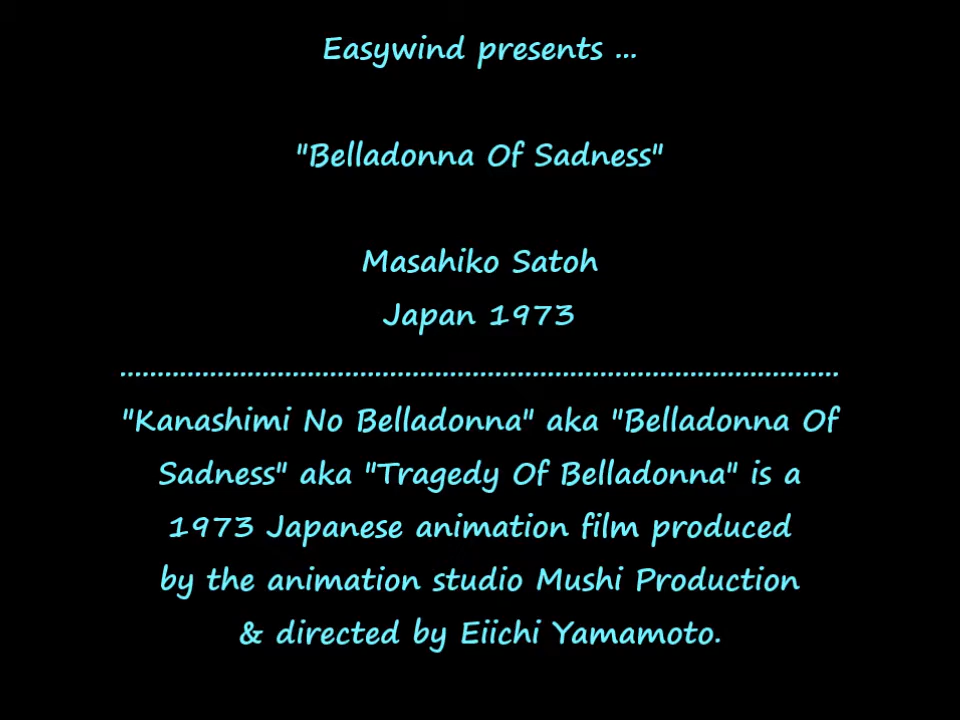 Easywind presents ...
"Belladonna Of Sadness"
Masahiko Satoh
Japan 1973
................................................................................................
"Kanashimi No Belladonna" aka "Belladonna Of
Sadness" aka "Tragedy Of Belladonna" is a
1973 Japanese animation film produced
by the animation studio Mushi Production
& directed by Eiichi Yamamoto.